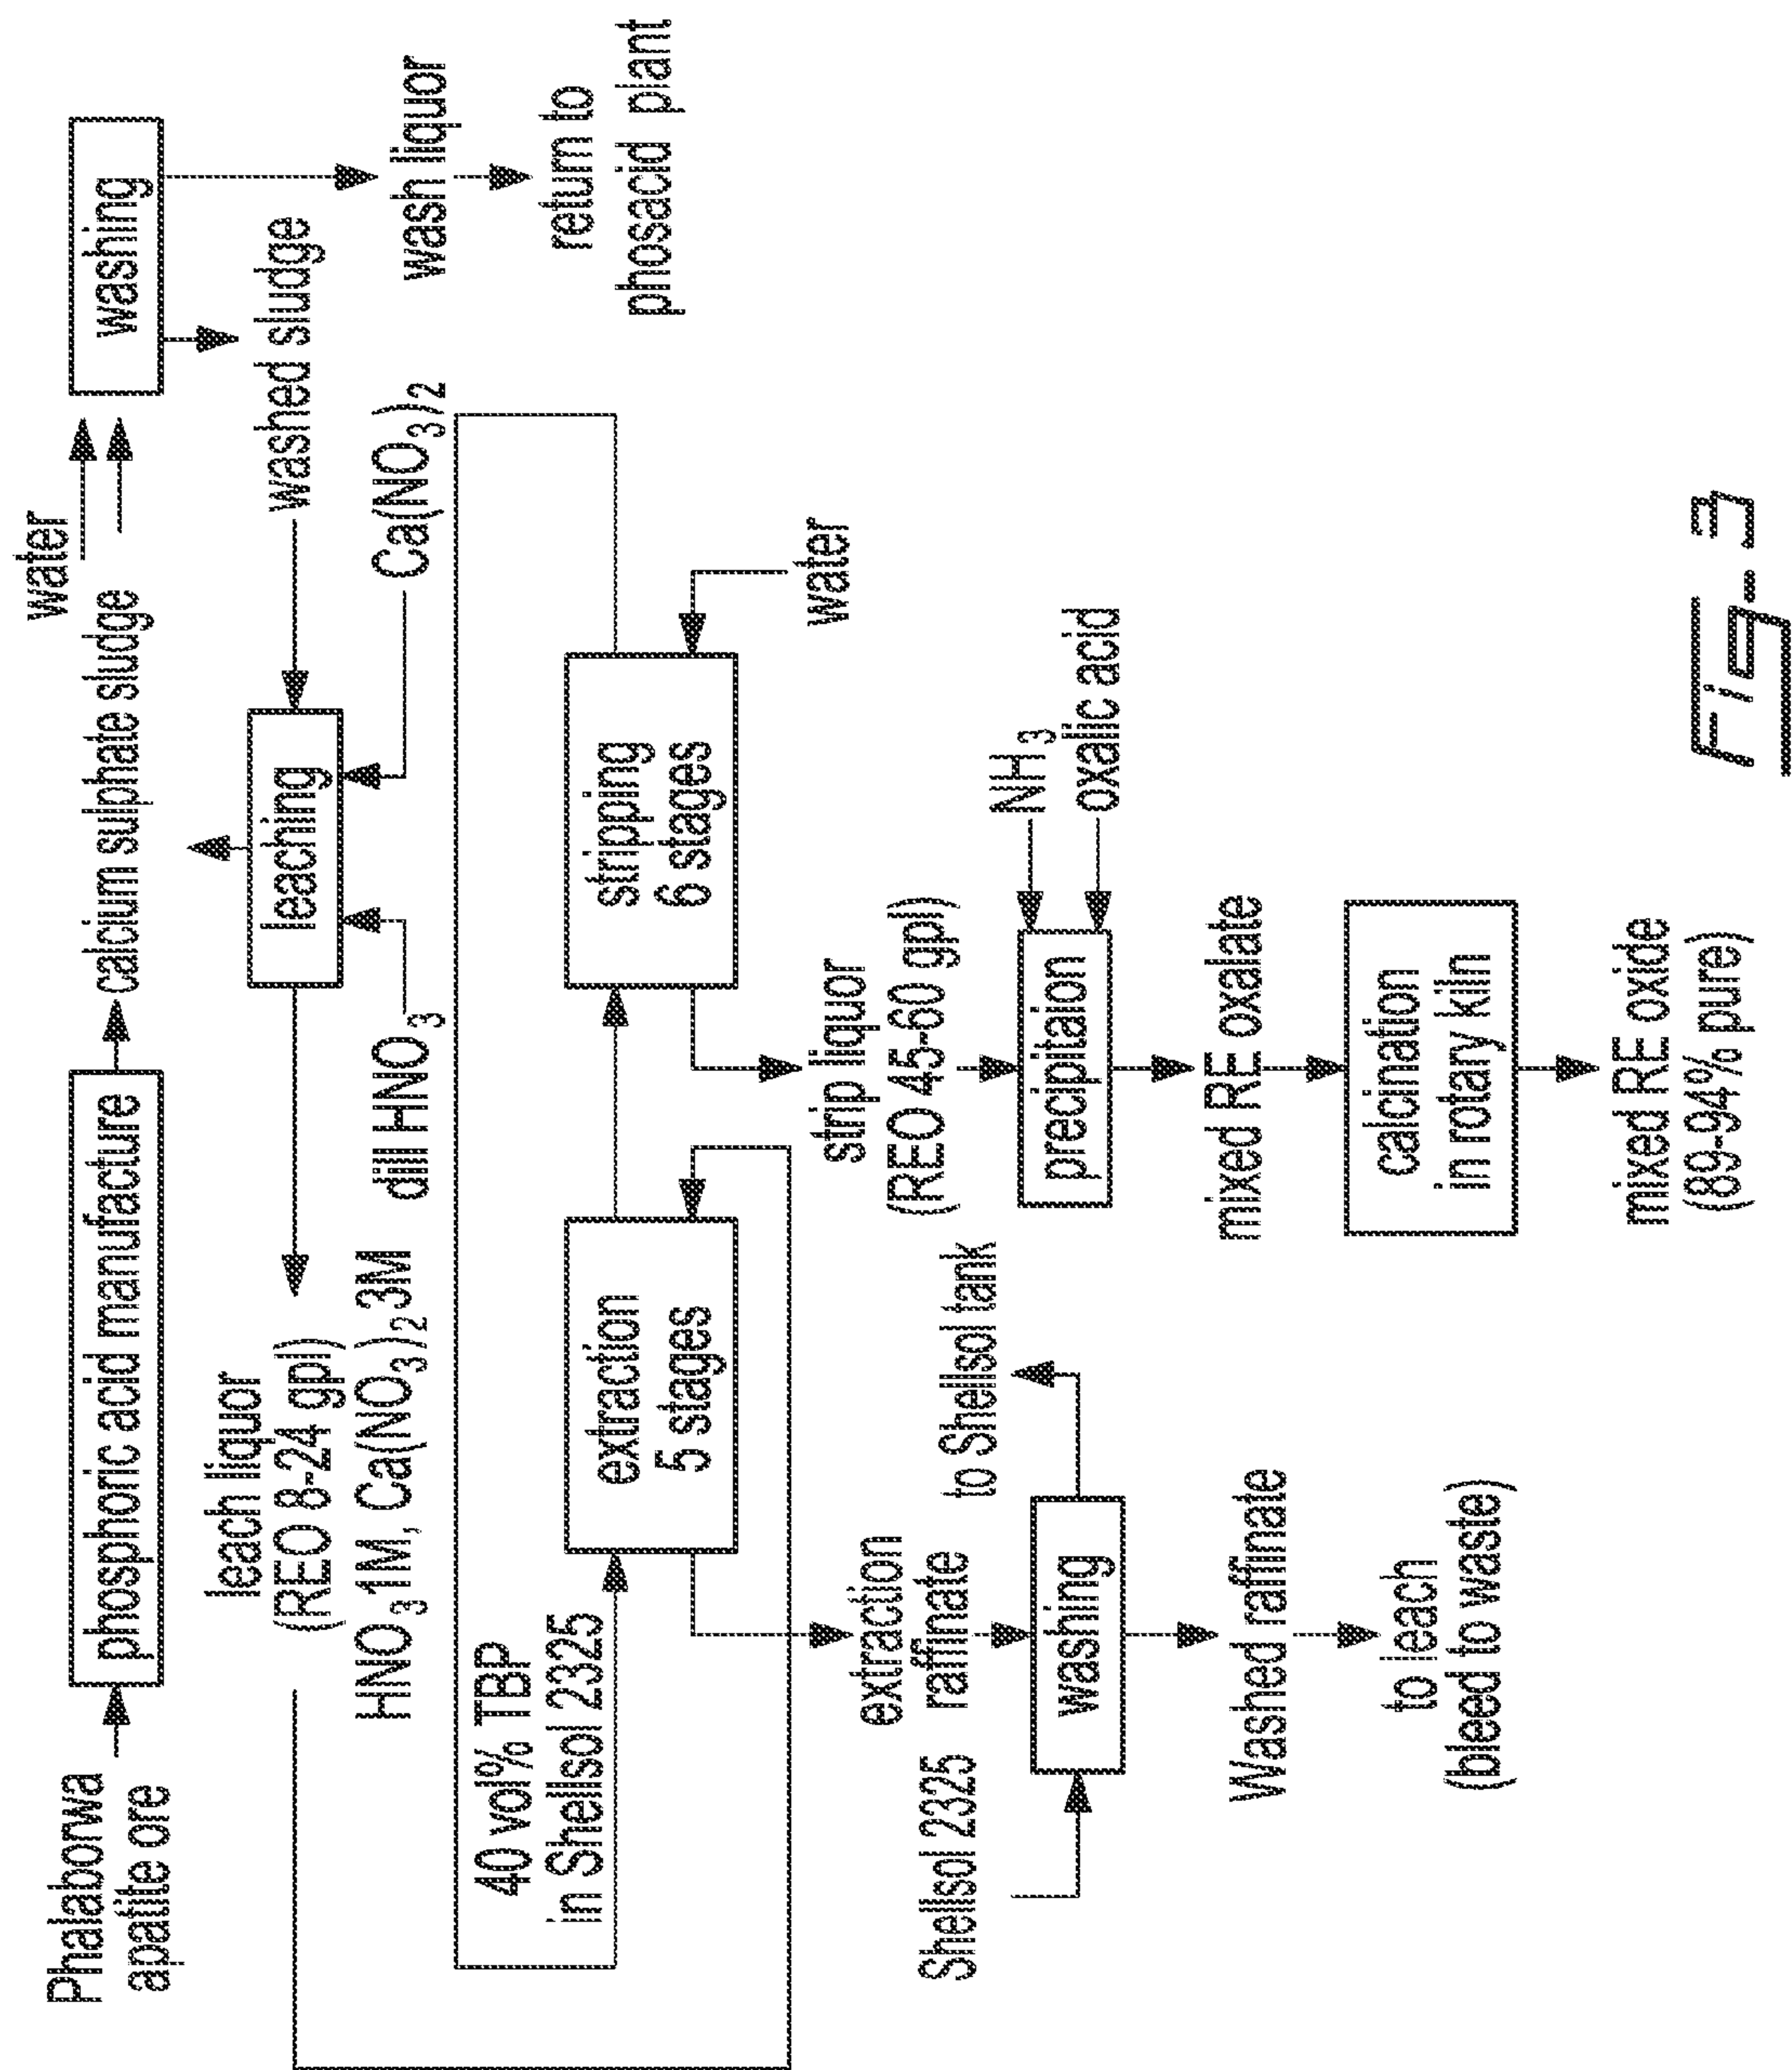 Phalaborwa
apatite ore
phosphoric acid manufacture
calcium sulphate sludge
water
washing
washed sludge
wash liquor
return to
phosacid plant
leaching
Ca(NO3)2
dill HNO3
leach liquor
(REO 8-24 gpl)
HNO3 1M, Ca(NO3)2 3M
40 vol% TBP
in Shellsol 2325
extraction
5 stages
stripping
6 stages
water
extraction
raffinate
Shellsol 2325
washing
to Shellsol tank
Washed raffinate
to leach
(bleed to waste)
strip liquor
(REO 45-60 gpl)
NH3
oxalic acid
precipitaion
mixed RE oxalate
calcination
in rotary kiln
mixed RE oxide
(89-94% pure)
Fig-3